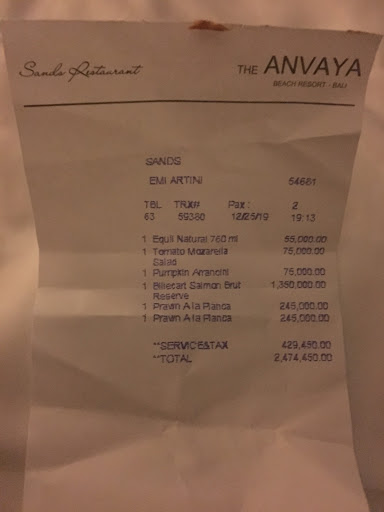 Sands Restaurant
THE ANVAYA
BEACH RESORT - BALI
SANDS
EMI ARTINI 54661
TBL TRX# Pax :
63 59380 12/25/19 2 19:13
1 Equil Natural 760 ml 55,000.00
1 Tomato Mozarella 75,000.00
Salad
1 Pumpkin Arrancini 75,000.00
1 Billecart Salmon Brut 1,350,000.00
Reserve
1 Prawn A la Planca 245,000.00
1 Prawn A la Planca 245,000.00
**SERVICE&TAX 429,450.00
**TOTAL 2,474,450.00